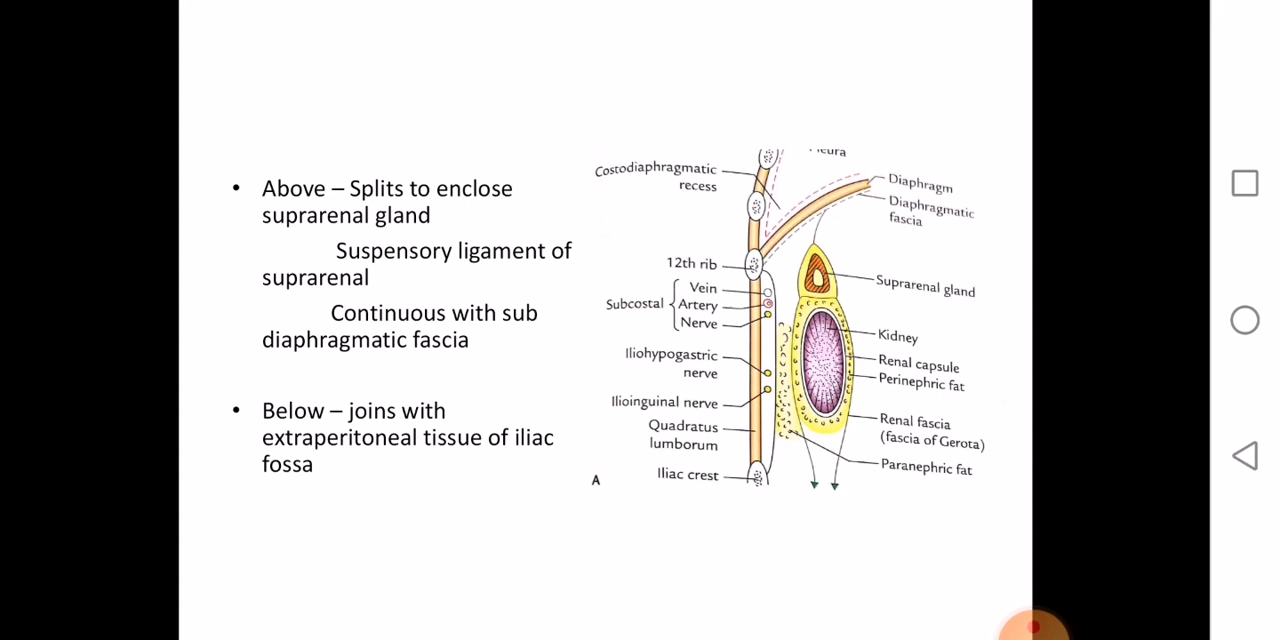 • Above – Splits to enclose
suprarenal gland
Suspensory ligament of
suprarenal
Continuous with sub
diaphragmatic fascia
• Below – joins with
extraperitoneal tissue of iliac
fossa
Costodiaphragmatic
recess
Diaphragm
Diaphragmatic
fascia
12th rib
Vein
Subcostal
Artery
Nerve
Iliohypogastric
nerve
Ilioinguinal nerve
Quadratus
lumborum
Iliac crest
Suprarenal gland
Kidney
Renal capsule
Perinephric fat
Renal fascia
(fascia of Gerota)
Paranephric fat
A